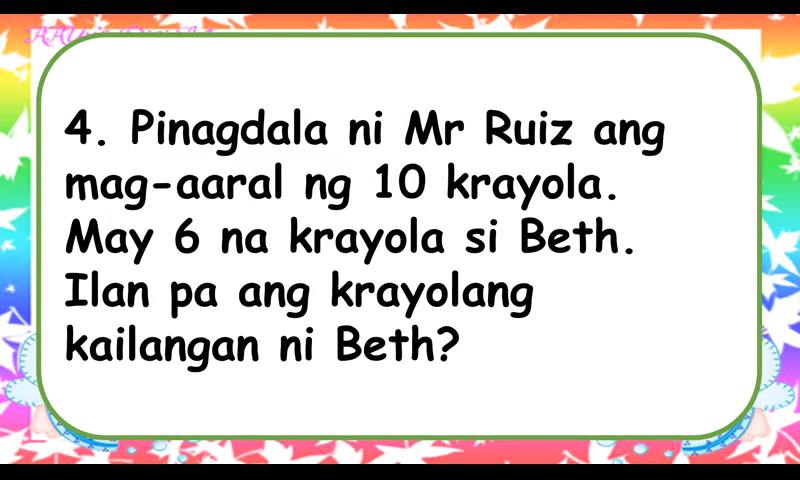 4. Pinagdala ni Mr Ruiz ang
mag-aaral ng 10 krayola.
May 6 na krayola si Beth.
Ilan pa ang krayolang
kailangan ni Beth?